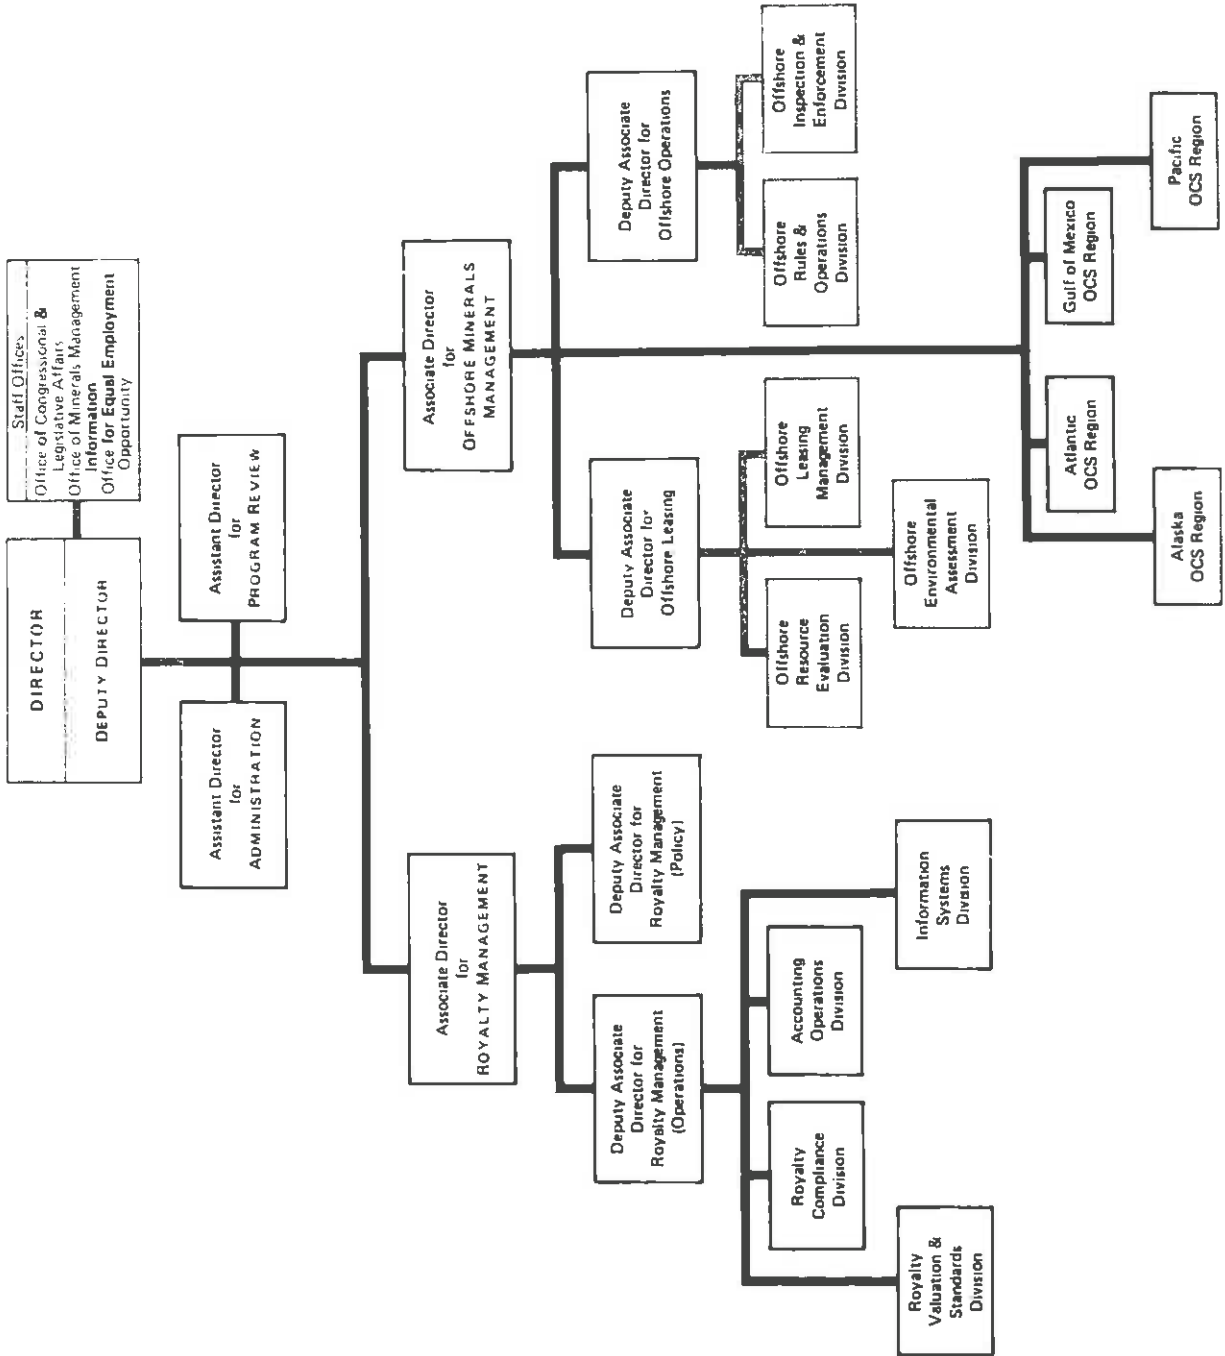 DIRECTOR
DEPUTY DIRECTOR
Staff Offices
Office of Congressional &
Legislative Affairs
Office of Minerals Management
Information
Office for Equal Employment
Opportunity
Assistant Director
for
ADMINISTRATION
Assistant Director
for
PROGRAM REVIEW
Associate Director
for
ROYALTY MANAGEMENT
Associate Director
for
OFFSHORE MINERALS
MANAGEMENT
Deputy Associate
Director for
Royalty Management
(Operations)
Deputy Associate
Director for
Royalty Management
(Policy)
Deputy Associate
Director for
Offshore Leasing
Deputy Associate
Director for
Offshore Operations
Royalty
Valuation &
Standards
Division
Royalty
Compliance
Division
Accounting
Operations
Division
Information
Systems
Division
Offshore
Resource
Evaluation
Division
Offshore
Environmental
Assessment
Division
Offshore
Leasing
Management
Division
Offshore
Rules &
Operations
Division
Offshore
Inspection &
Enforcement
Division
Alaska
OCS Region
Atlantic
OCS Region
Gulf of Mexico
OCS Region
Pacific
OCS Region